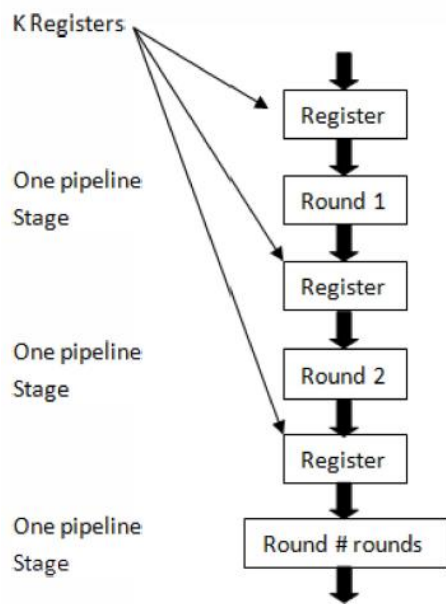 K Registers
Register
One pipeline
Stage
Round 1
Register
One pipeline
Stage
Round 2
Register
One pipeline
Stage
Round # rounds